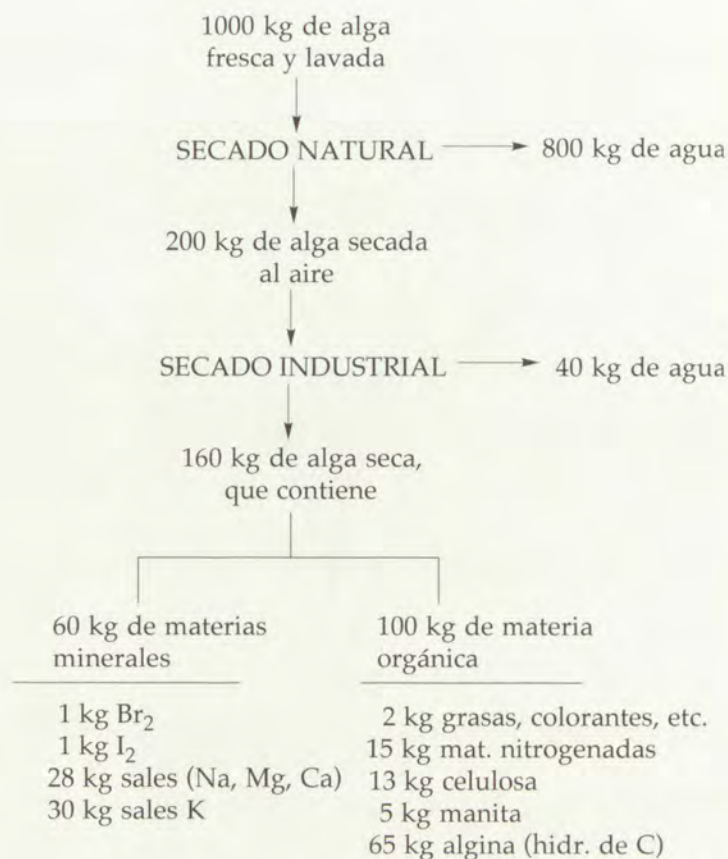 1000 kg de alga
fresca y lavada
SECADO NATURAL
800 kg de agua
200 kg de alga secada
al aire
SECADO INDUSTRIAL
40 kg de agua
160 kg de alga seca,
que contiene
60 kg de materias
minerales
1 kg Br₂
1 kg I₂
28 kg sales (Na, Mg, Ca)
30 kg sales K
100 kg de materia
orgánica
2 kg grasas, colorantes, etc.
15 kg mat. nitrogenadas
13 kg celulosa
5 kg manita
65 kg algina (hidr. de C)